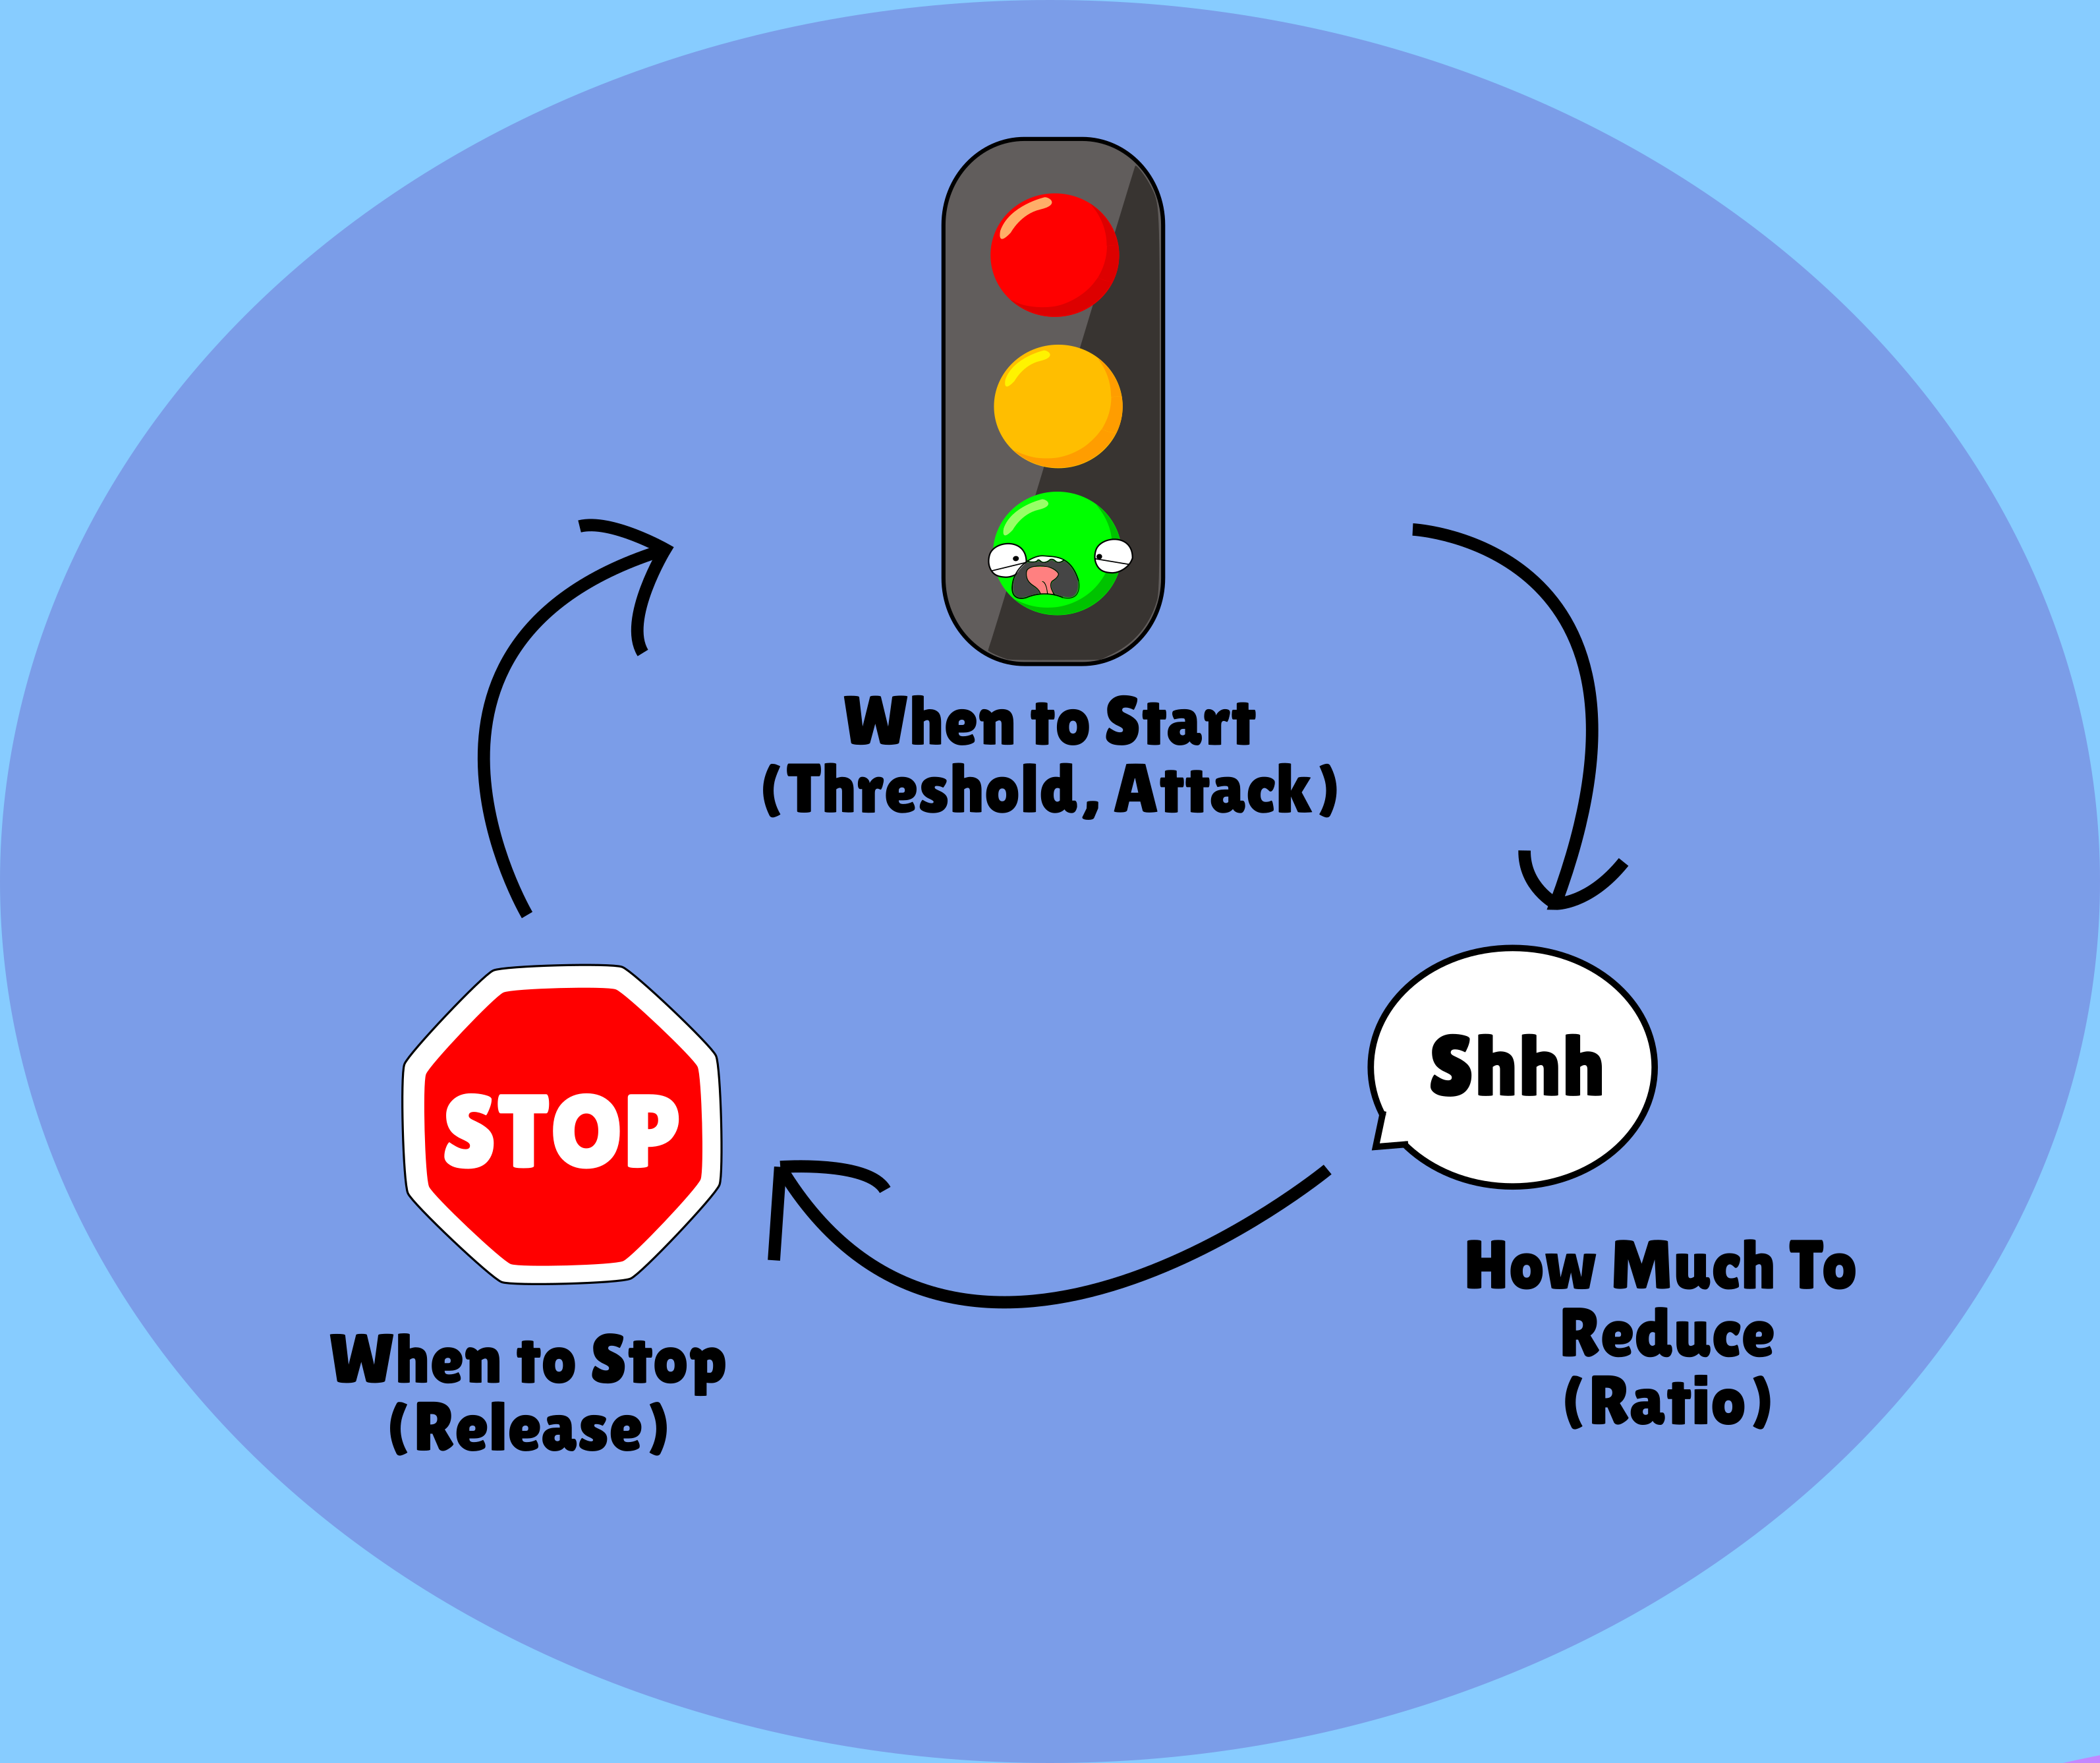 When to Start
(Threshold, Attack)
Shhh
How Much To
Reduce
(Ratio)
STOP
When to Stop
(Release)